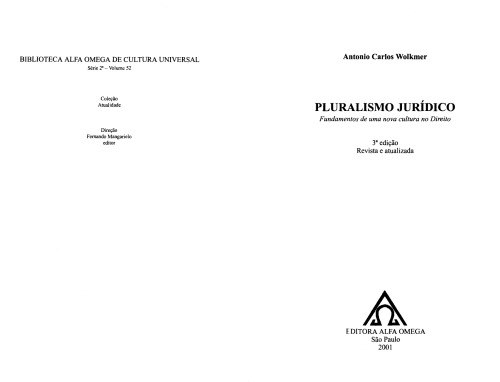 BIBLIOTECA ALFA OMEGA DE CULTURA UNIVERSAL
Série 2ª – Volume 52
Coleção
Atualidade
Direção
Fernando Mangarielo
editor
Antonio Carlos Wolkmer
PLURALISMO JURÍDICO
Fundamentos de uma nova cultura no Direito
3ª edição
Revista e atualizada
EDITORA ALFA OMEGA
São Paulo
2001